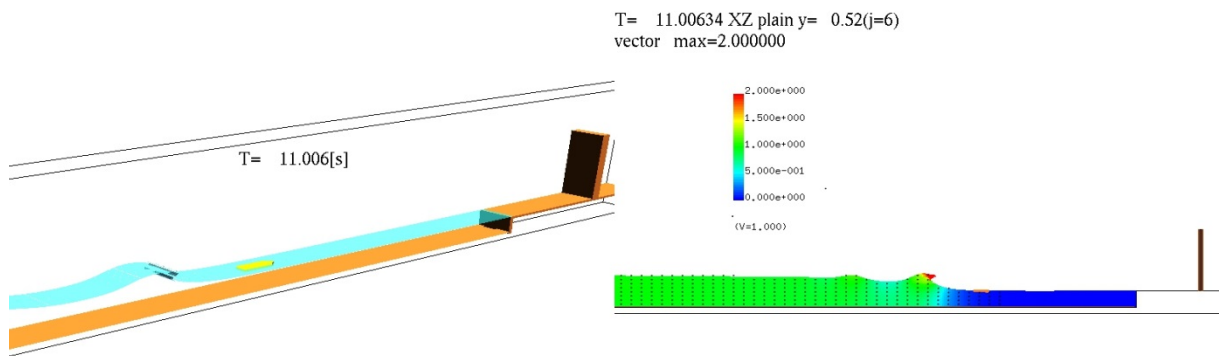 T= 11.006[s]
T= 11.00634 XZ plain y= 0.52(j=6)
vector max=2.000000
2.000e+000
1.500e+000
1.000e+000
5.000e-001
0.000e+000
(V=1.000)